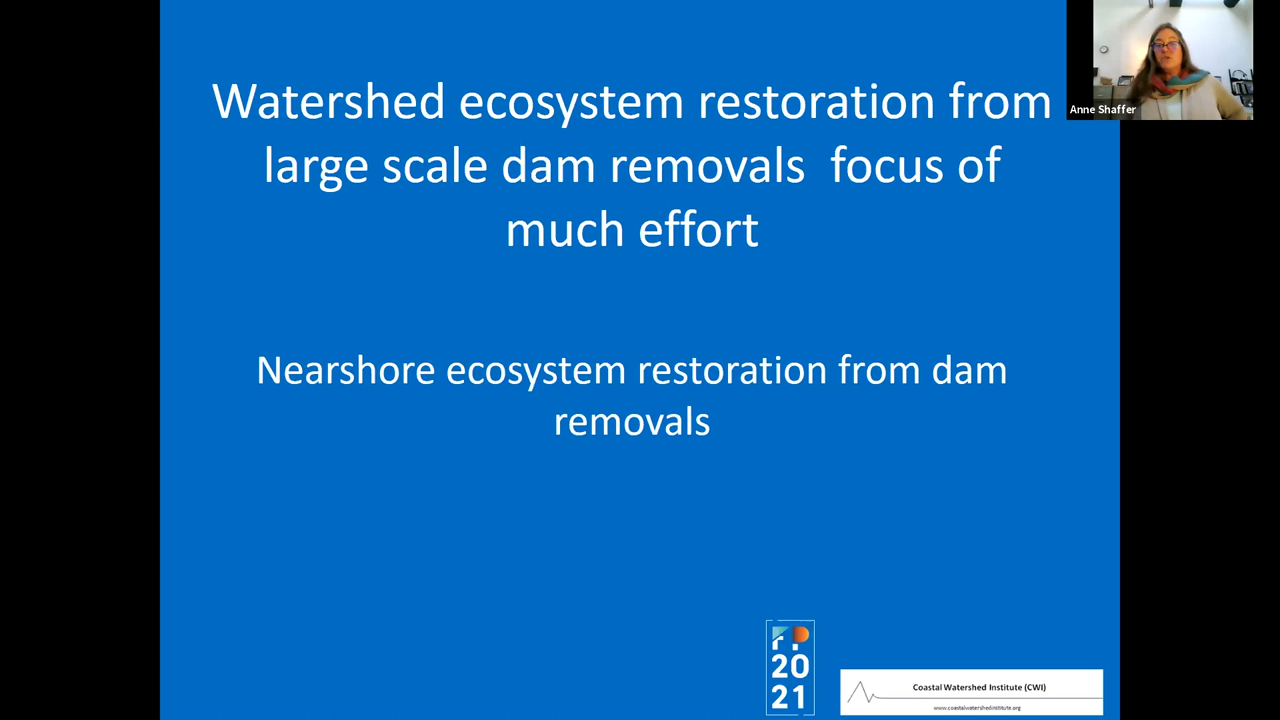 Watershed ecosystem restoration from
large scale dam removals  focus of
much effort
Anne Shaffer
Nearshore ecosystem restoration from dam
removals
20
21
Coastal Watershed Institute (CWI)
www.coastalwatershedinstitute.org